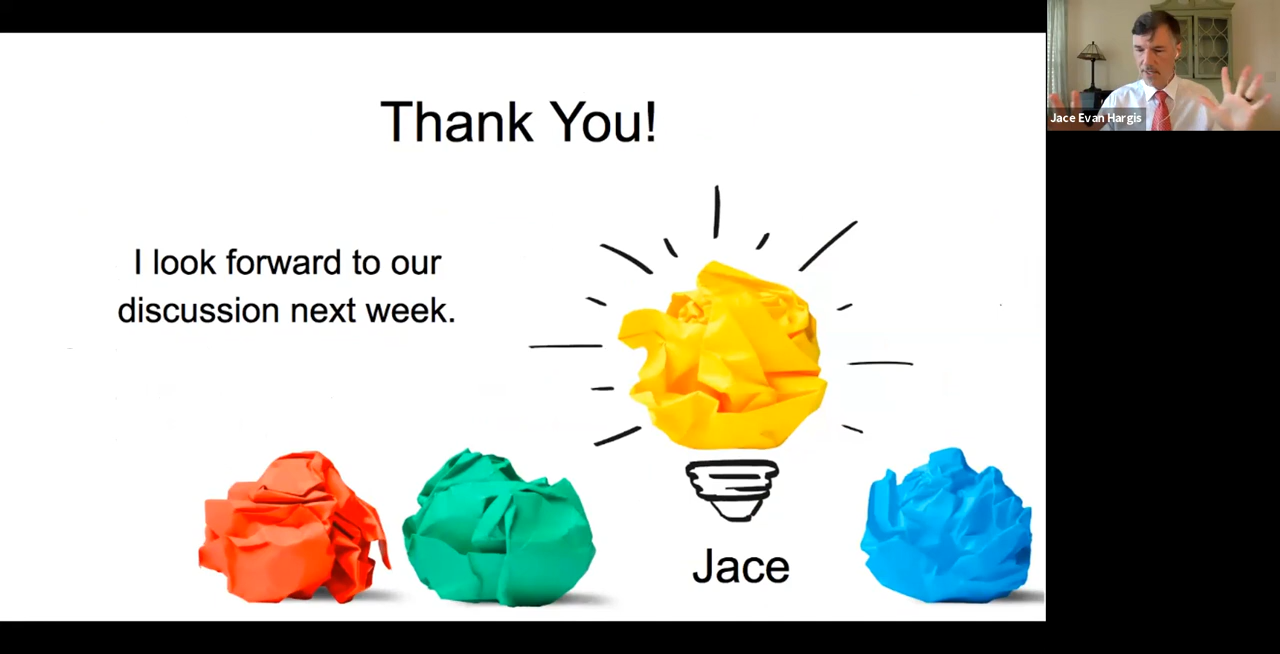 Thank You!
I look forward to our
discussion next week.
Jace
Jace Evan Hargis